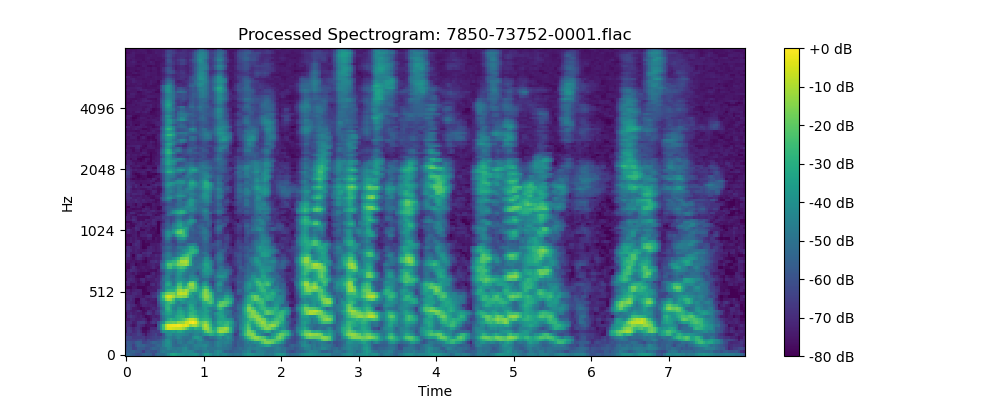 Processed Spectrogram: 7850-73752-0001.flac
Hz
4096
2048
1024
512
0
0 1 2 3 4 5 6 7
Time
+0 dB
-10 dB
-20 dB
-30 dB
-40 dB
-50 dB
-60 dB
-70 dB
-80 dB